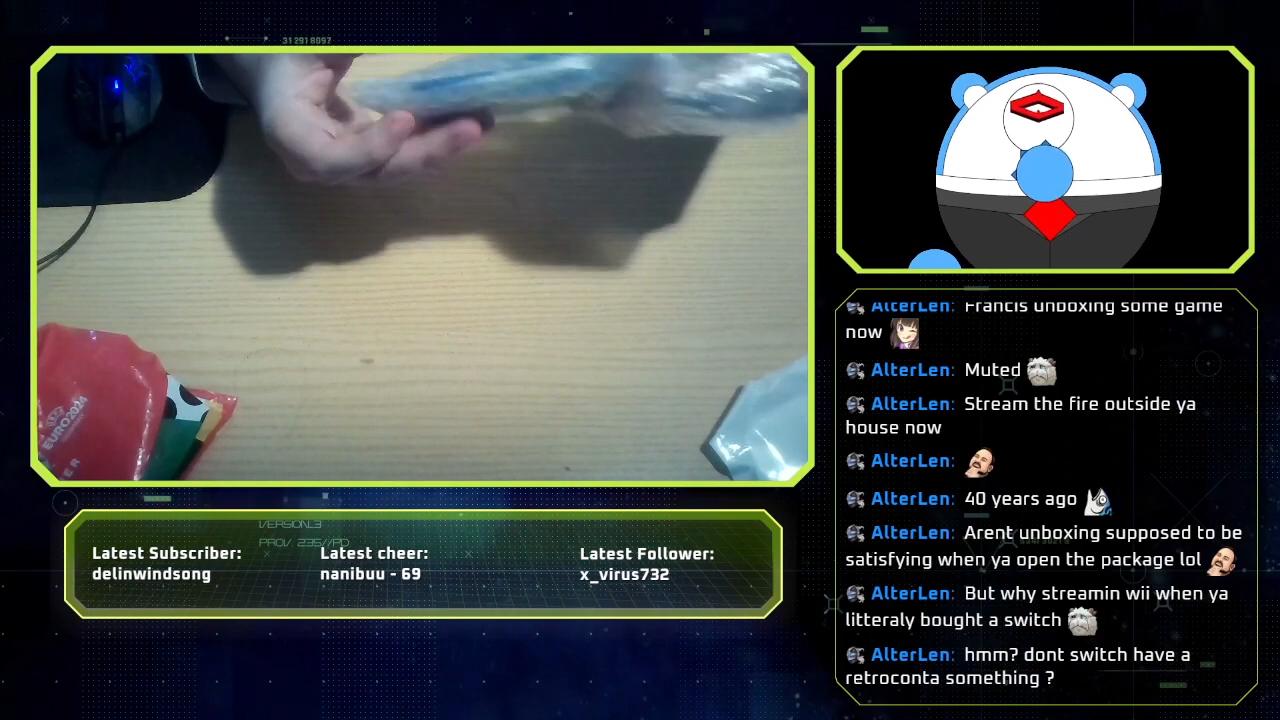 312918097
EURO2024
AlterLen: Francis unboxing some game
now
AlterLen: Muted
AlterLen: Stream the fire outside ya
house now
AlterLen:
AlterLen: 40 years ago
AlterLen: Arent unboxing supposed to be
satisfying when ya open the package lol
AlterLen: But why streamin wii when ya
litteraly bought a switch
AlterLen: hmm? dont switch have a
retroconta something ?
VERSION1.3
Latest Subscriber:
delinwindsong
Latest cheer:
nanibuu - 69
Latest Follower:
x_virus732